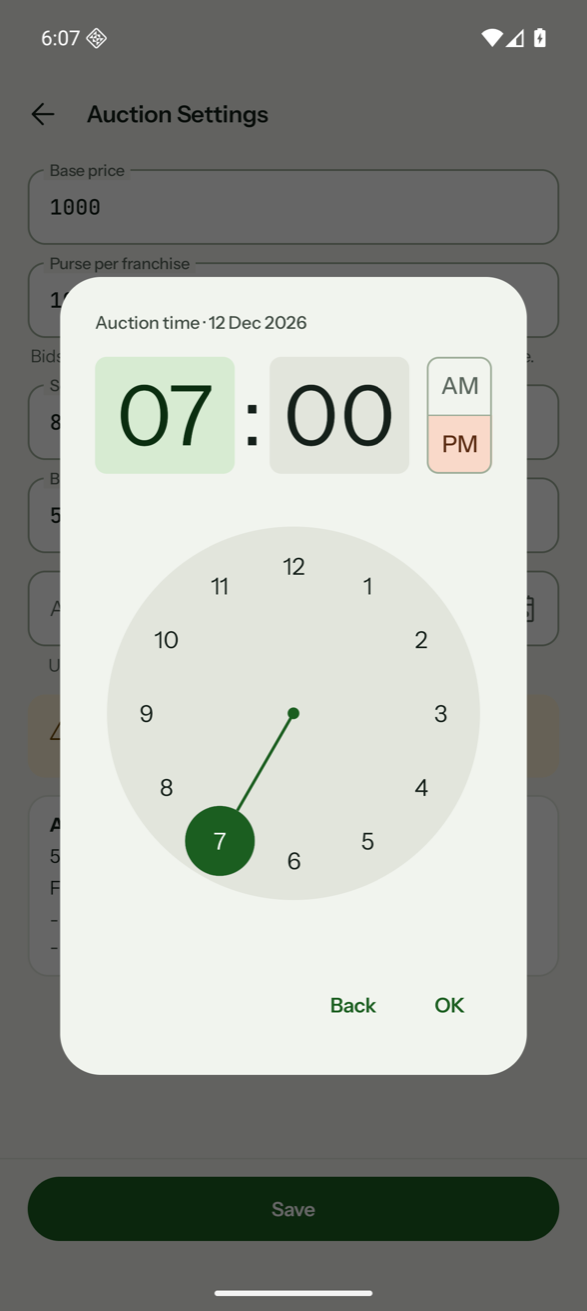 6:07
Auction Settings
Base price
1000
Purse per franchise
Auction time · 12 Dec 2026
07 : 00
AM
PM
12
11
1
10
2
9
3
8
4
7
5
6
Back
OK
Save